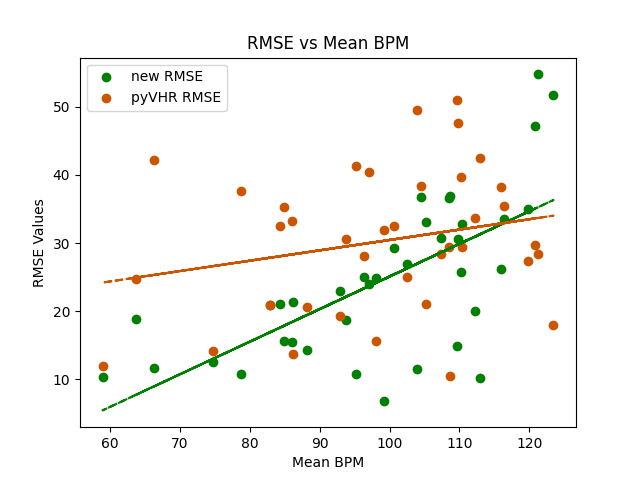 RMSE vs Mean BPM
new RMSE
pyVHR RMSE
50
40
30
20
10
RMSE Values
60 70 80 90 100 110 120
Mean BPM